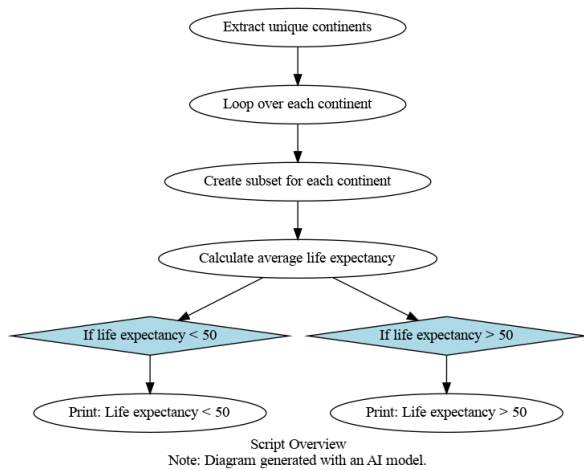 Extract unique continents
Loop over each continent
Create subset for each continent
Calculate average life expectancy
If life expectancy < 50
If life expectancy > 50
Print: Life expectancy < 50
Print: Life expectancy > 50
Script Overview
Note: Diagram generated with an AI model.